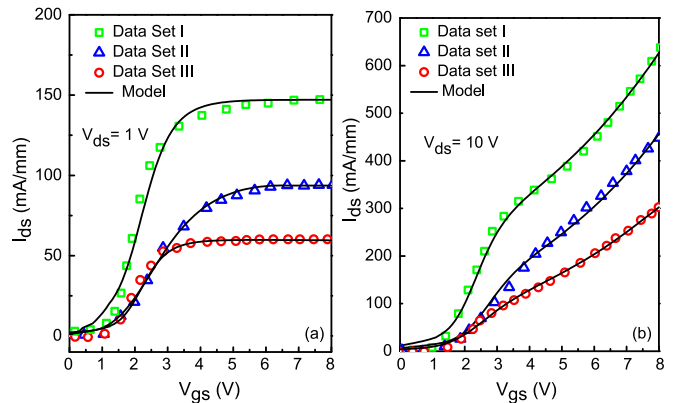 200
150
100
50
0
I_ds (mA/mm)
Data Set I
Data Set II
Data Set III
Model
V_ds= 1 V
(a)
0 1 2 3 4 5 6 7 8
V_gs (V)
700
600
500
400
300
200
100
0
I_ds (mA/mm)
Data set I
Data set II
Data set III
Model
V_ds= 10 V
(b)
0 1 2 3 4 5 6 7 8
V_gs (V)